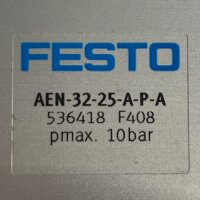 FESTO
AEN-32-25-A-P-A
536418 F408
pmax. 10bar